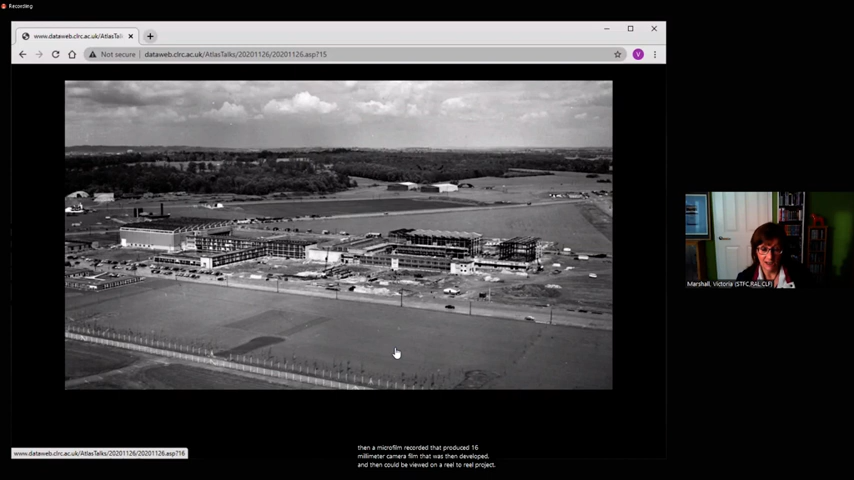 Recording
www.dataweb.clrc.ac.uk/AtlasTalk
Not secure
dataweb.clrc.ac.uk/AtlasTalks/20201126/20201126.asp?15
V
Marshall, Victoria (STFC,RAL,CLF)
www.dataweb.clrc.ac.uk/AtlasTalks/20201126/20201126.asp?16
then a microfilm recorded that produced 16
millimeter camera film that was then developed.
and then could be viewed on a reel to reel project.